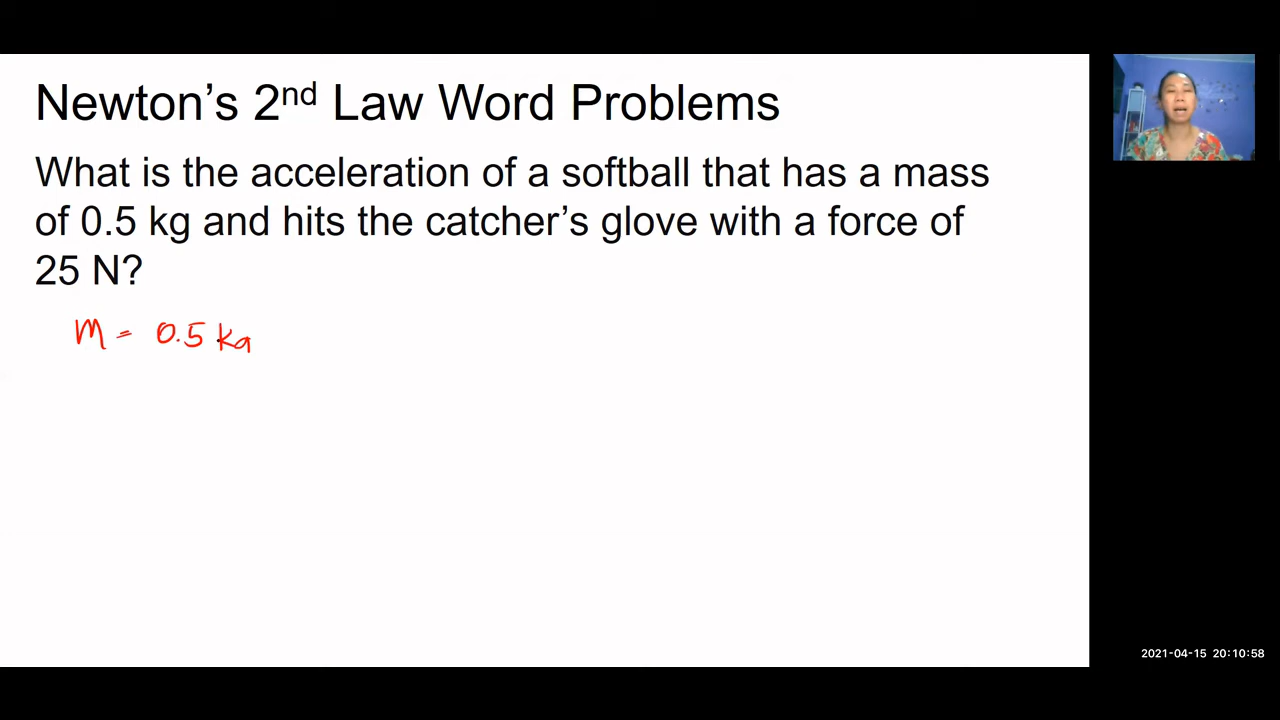 Newton's 2nd Law Word Problems
What is the acceleration of a softball that has a mass
of 0.5 kg and hits the catcher's glove with a force of
25 N?
m = 0.5 kg
2021-04-15 20:10:58